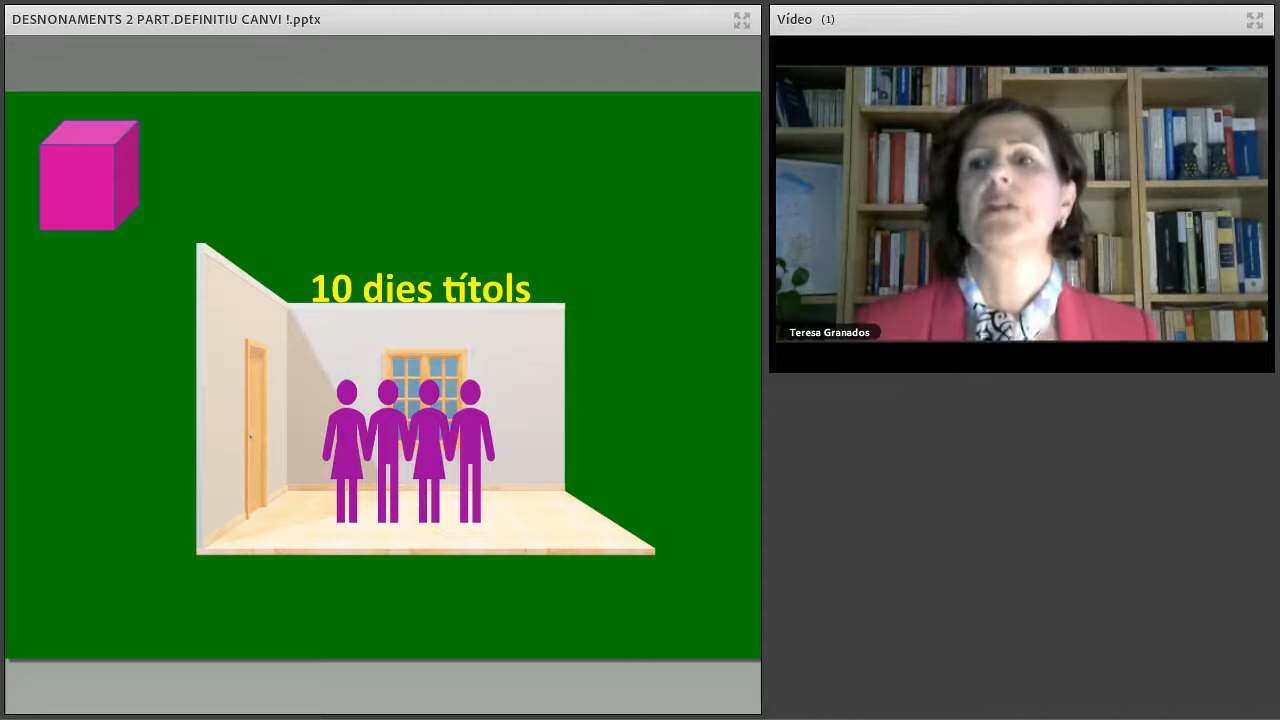 DESNONAMENTS 2 PART.DEFINITIU CANVI !.pptx
Vídeo (1)
10 dies títols
Teresa Granados